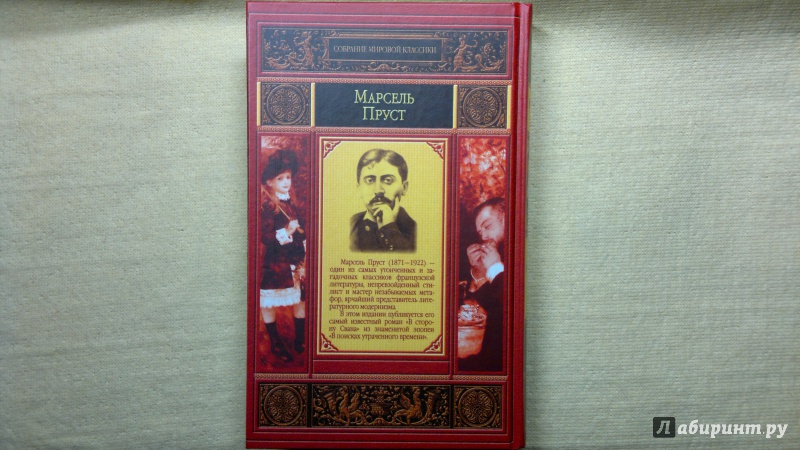 СОБРАНИЕ МИРОВОЙ КЛАССИКИ
МАРСЕЛЬ
ПРУСТ
Марсель Пруст (1871—1922) —
один из самых утонченных и за-
гадочных классиков французской
литературы, непревзойденный сти-
лист и мастер незабываемых мета-
фор, ярчайший представитель лите-
ратурного модернизма.
В этом издании публикуется его
самый известный роман «В сторо-
ну Свана» из знаменитой эпопеи
«В поисках утраченного времени».
Лабиринт.ру